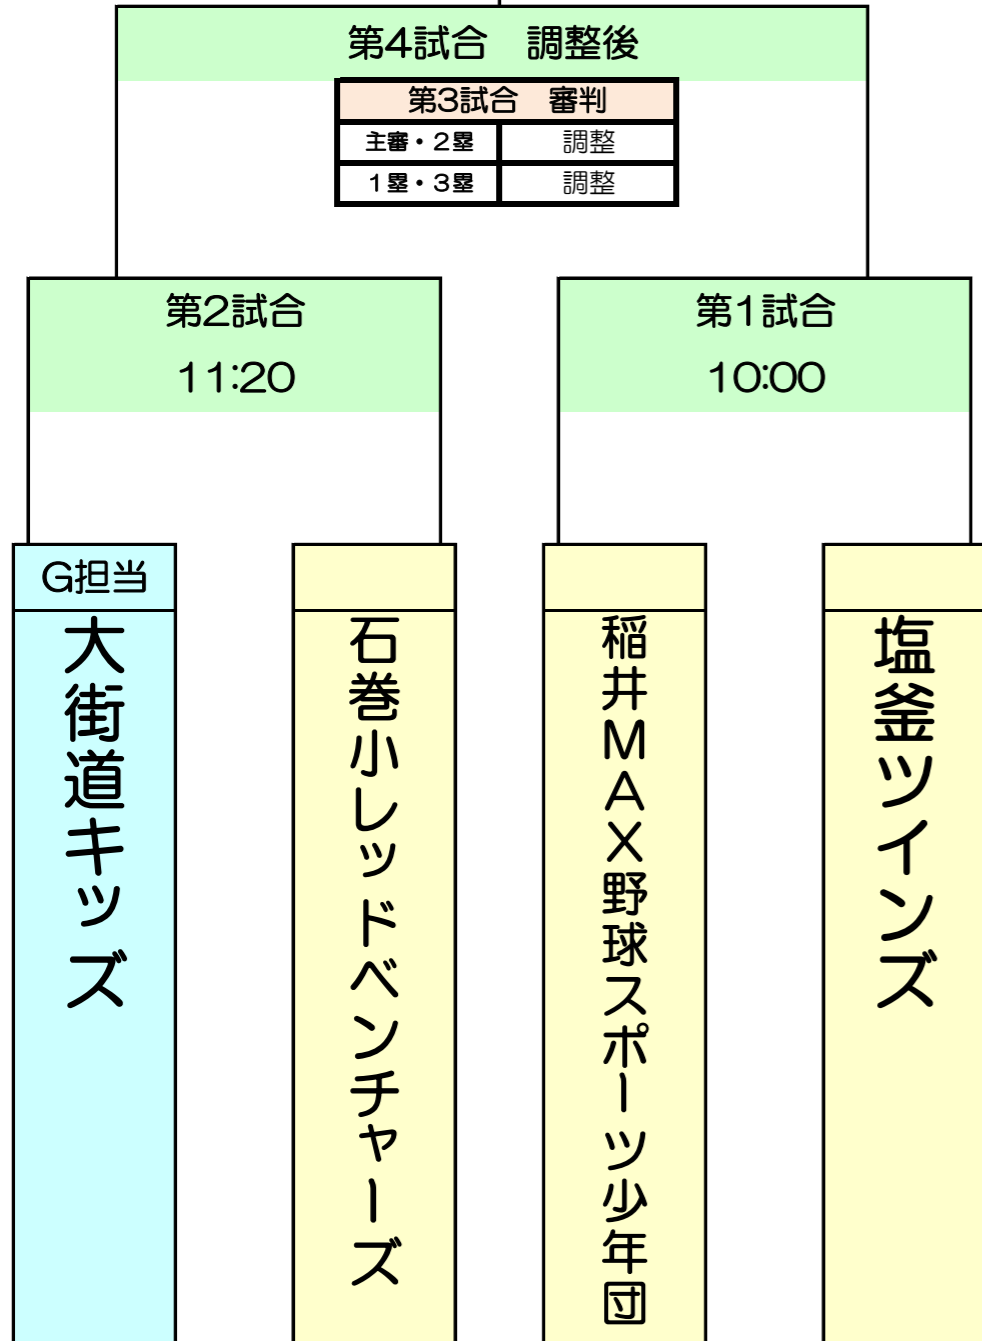 第4試合　調整後
第3試合　審判
主審・2塁　調整
1塁・3塁　調整
第2試合
11:20
第1試合
10:00
G担当
大街道キッズ
石巻小レッドベンチャーズ
稲井MAX野球スポーツ少年団
塩釜ツインズ